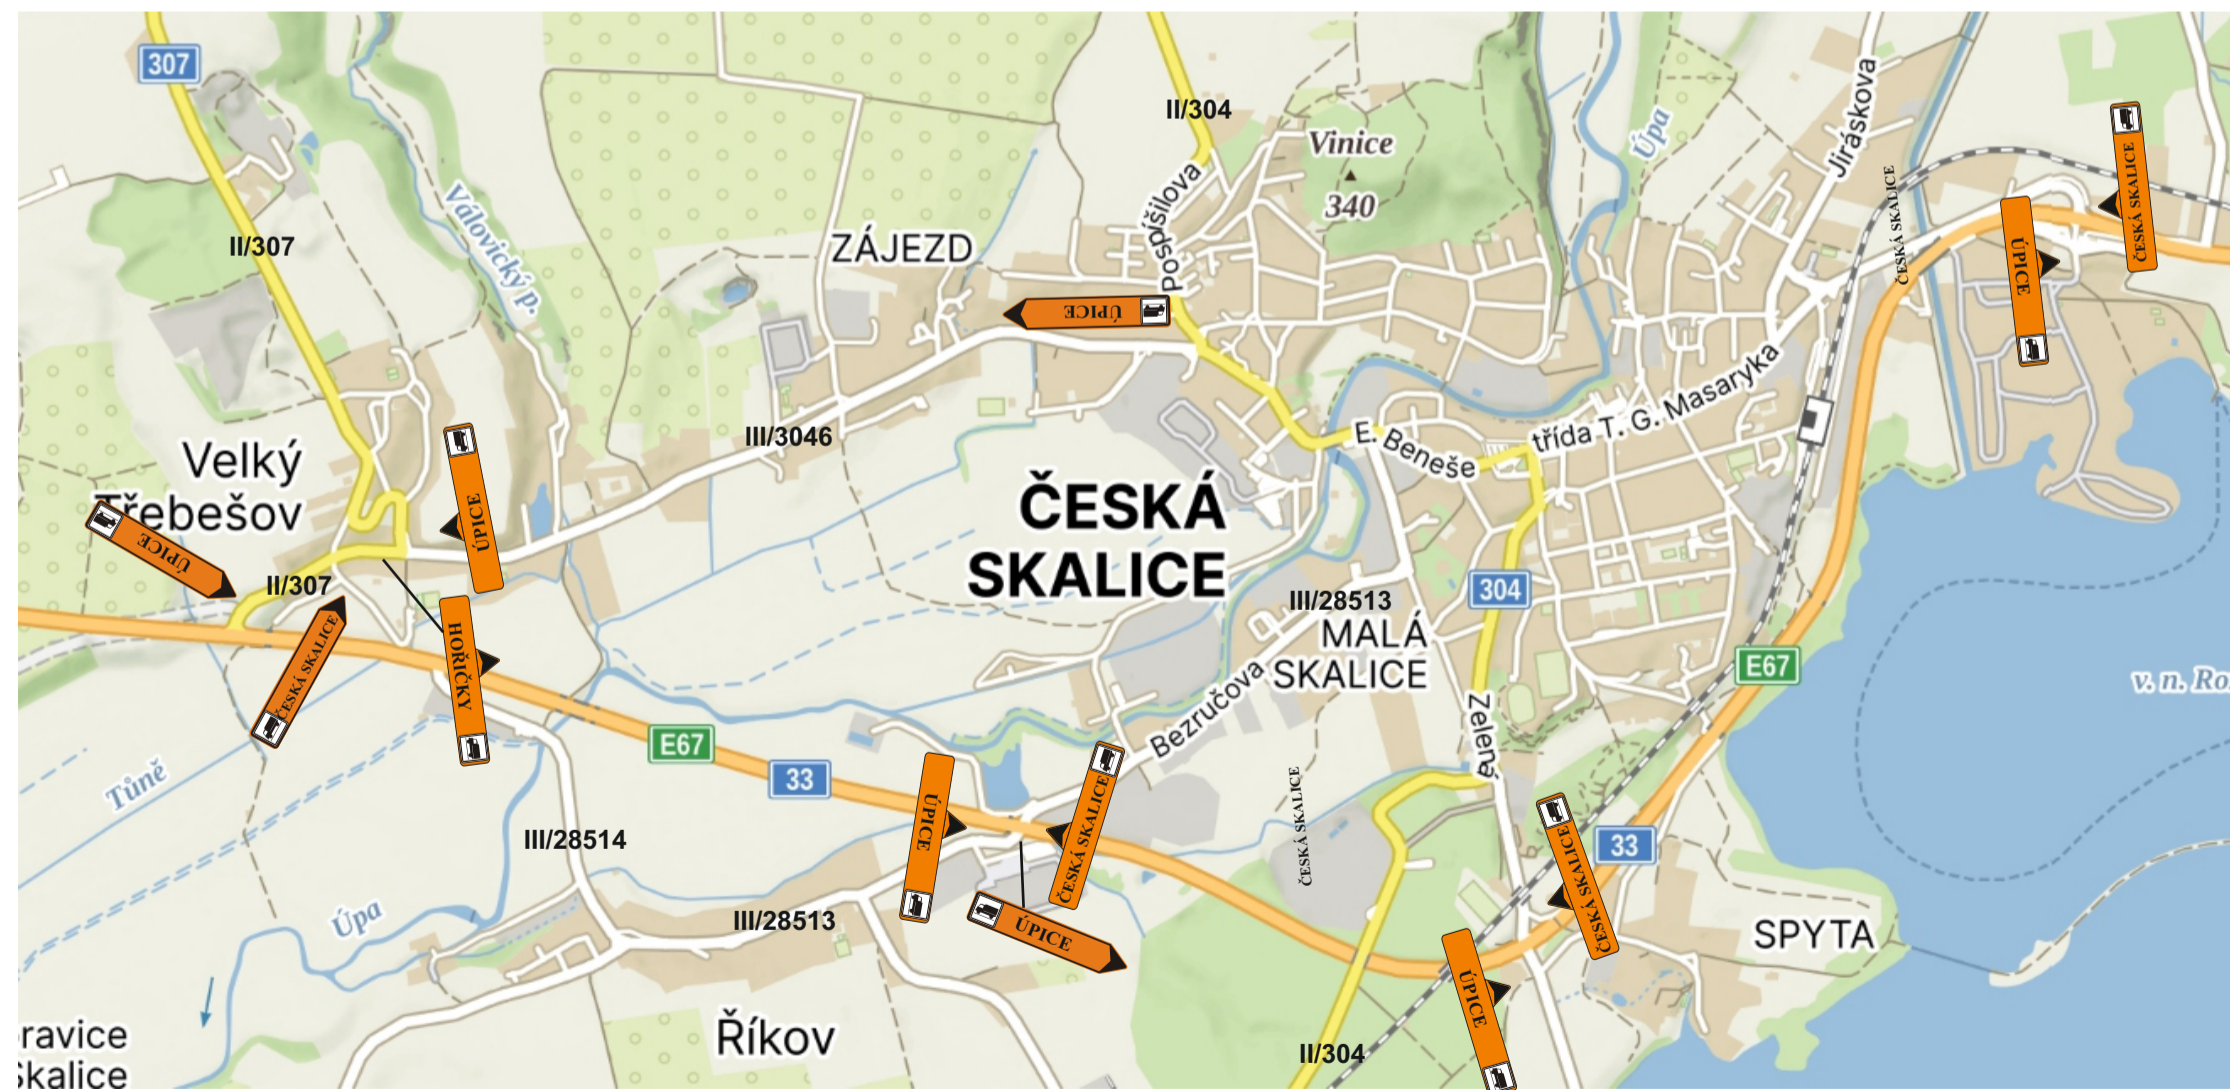 307
II/304
Vinice
340
Úpa
Jiráskova
ČESKÁ SKALICE
ČESKÁ SKALICE
Pospíšilova
II/307
Válovický p.
ZÁJEZD
ÚPICE
ÚPICE
třída T. G. Masaryka
III/3046
E. Beneše
Velký
Třebešov
ÚPICE
ÚPICE
ČESKÁ
SKALICE
II/307
304
III/28513
MALÁ
SKALICE
ČESKÁ SKALICE
HOŘIČKY
E67
v. n. Ro
Bezručova
Zelená
E67
33
Tůně
ÚPICE
ČESKÁ SKALICE
ČESKÁ SKALICE
ČESKÁ SKALICE
33
III/28514
Úpa
III/28513
ÚPICE
SPYTA
ÚPICE
Říkov
ravice
Skalice
II/304